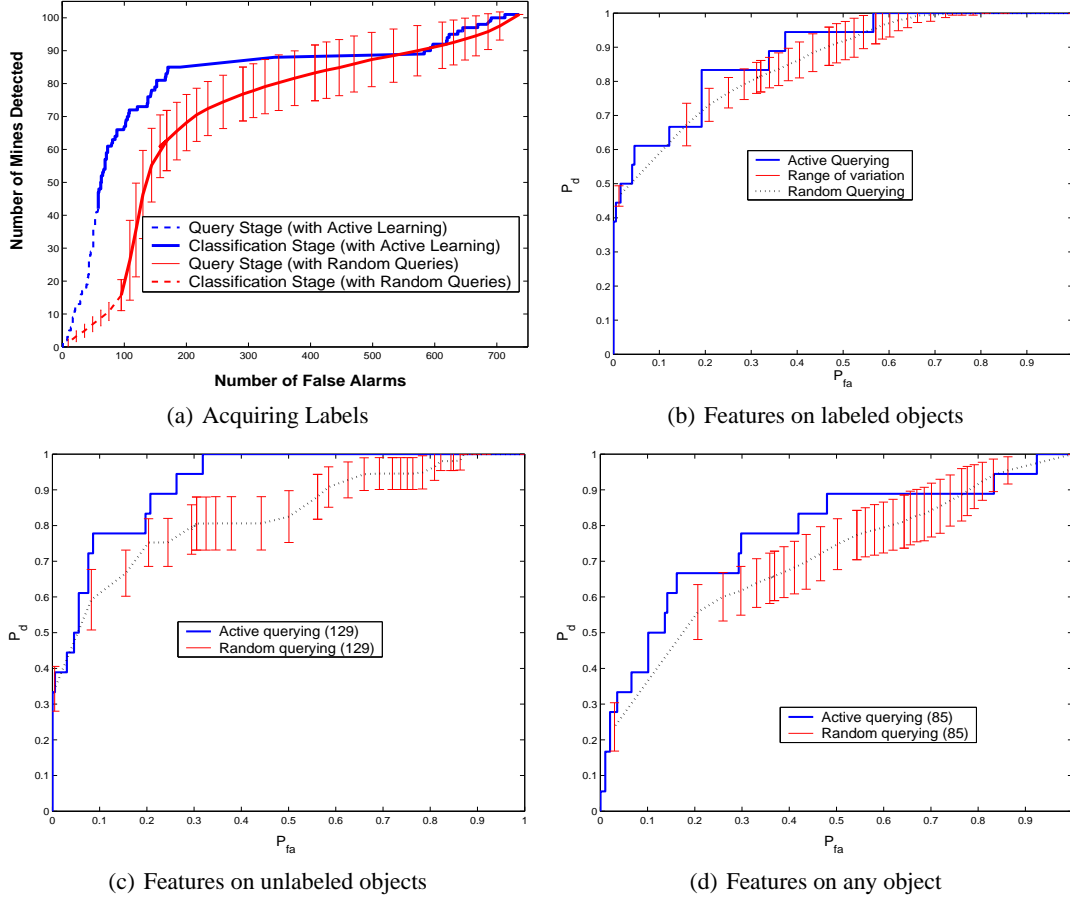 100
90
80
70
60
50
40
30
20
10
0
Number of Mines Detected
Query Stage (with Active Learning)
Classification Stage (with Active Learning)
Query Stage (with Random Queries)
Classification Stage (with Random Queries)
0 100 200 300 400 500 600 700
Number of False Alarms
(a) Acquiring Labels
1
0.9
0.8
0.7
0.6
0.5
0.4
0.3
0.2
0.1
0
P_d
Active Querying
Range of variation
Random Querying
0.1 0.2 0.3 0.4 0.5 0.6 0.7 0.8 0.9
P_fa
(b) Features on labeled objects
1
0.9
0.8
0.7
0.6
0.5
0.4
0.3
0.2
0.1
0
P_d
Active querying (129)
Random querying (129)
0 0.1 0.2 0.3 0.4 0.5 0.6 0.7 0.8 0.9 1
P_fa
(c) Features on unlabeled objects
1
0.9
0.8
0.7
0.6
0.5
0.4
0.3
0.2
0.1
0
P_d
Active querying (85)
Random querying (85)
0 0.1 0.2 0.3 0.4 0.5 0.6 0.7 0.8 0.9 1
P_fa
(d) Features on any object